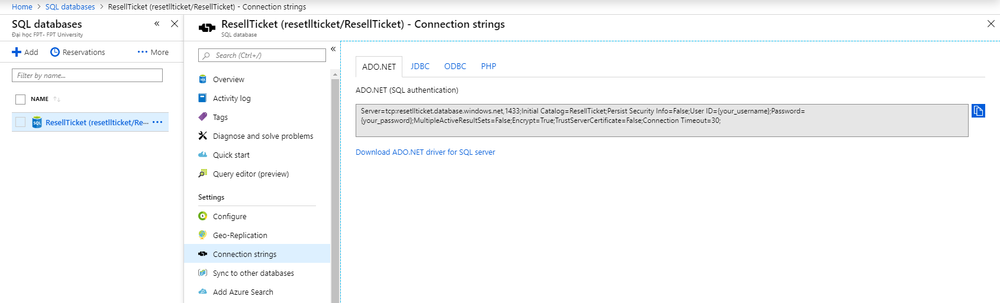 Home > SQL databases > ResellTicket (resetllticket/ResellTicket) - Connection strings
SQL databases
Đại học FPT- FPT University
Add
Reservations
More
Filter by name...
NAME
ResellTicket (resetllticket/Re...
ResellTicket (resetllticket/ResellTicket) - Connection strings
SQL database
Search (Ctrl+/)
Overview
Activity log
Tags
Diagnose and solve problems
Quick start
Query editor (preview)
Settings
Configure
Geo-Replication
Connection strings
Sync to other databases
Add Azure Search
ADO.NET
JDBC
ODBC
PHP
ADO.NET (SQL authentication)
Server=tcp:resetllticket.database.windows.net,1433;Initial Catalog=ResellTicket;Persist Security Info=False;User ID={your_username};Password=
{your_password};MultipleActiveResultSets=False;Encrypt=True;TrustServerCertificate=False;Connection Timeout=30;
Download ADO.NET driver for SQL server